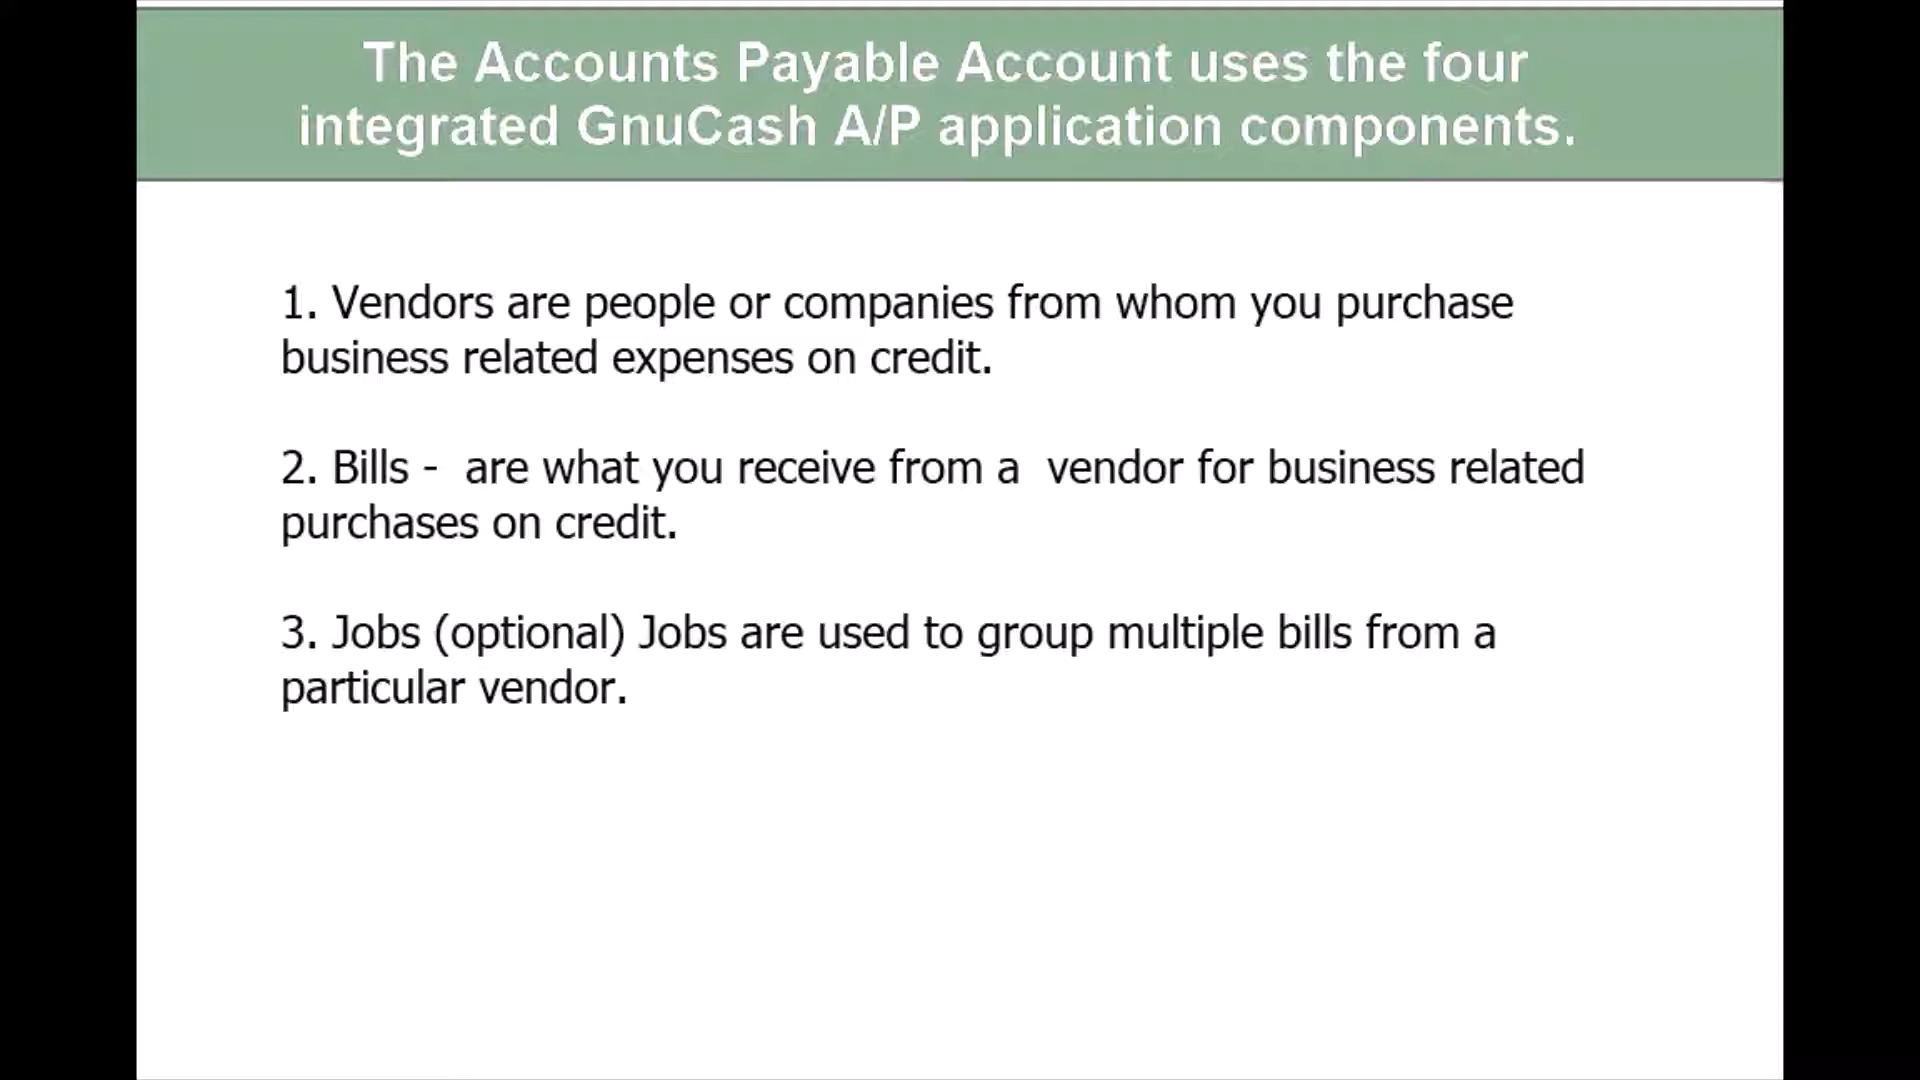 The Accounts Payable Account uses the four
integrated GnuCash A/P application components.
1. Vendors are people or companies from whom you purchase
business related expenses on credit.
2. Bills -  are what you receive from a  vendor for business related
purchases on credit.
3. Jobs (optional) Jobs are used to group multiple bills from a
particular vendor.